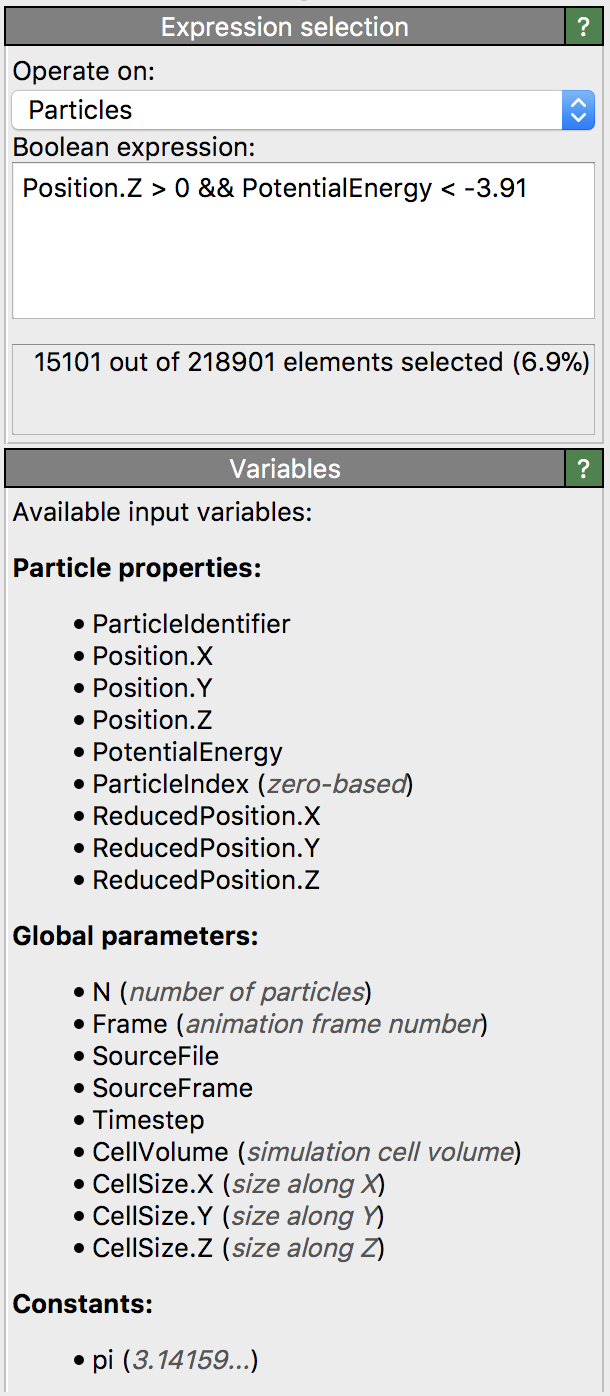 Expression selection ?
Operate on:
Particles
Boolean expression:
Position.Z > 0 && PotentialEnergy < -3.91
15101 out of 218901 elements selected (6.9%)
Variables ?
Available input variables:
Particle properties:
• ParticleIdentifier
• Position.X
• Position.Y
• Position.Z
• PotentialEnergy
• ParticleIndex (zero-based)
• ReducedPosition.X
• ReducedPosition.Y
• ReducedPosition.Z
Global parameters:
• N (number of particles)
• Frame (animation frame number)
• SourceFile
• SourceFrame
• Timestep
• CellVolume (simulation cell volume)
• CellSize.X (size along X)
• CellSize.Y (size along Y)
• CellSize.Z (size along Z)
Constants:
• pi (3.14159...)